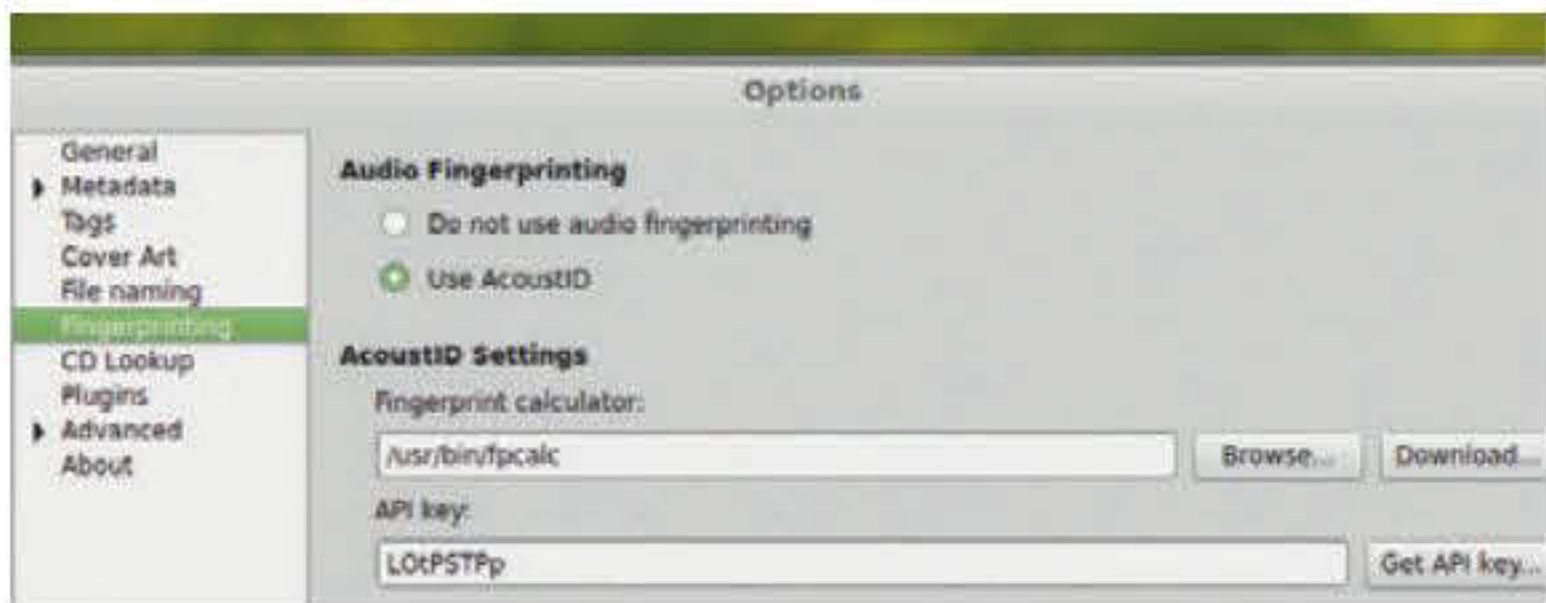 Options
General
Metadata
Tags
Cover Art
File naming
Fingerprinting
CD Lookup
Plugins
Advanced
About
Audio Fingerprinting
Do not use audio fingerprinting
Use AcoustID
AcoustID Settings
Fingerprint calculator:
/usr/bin/fpcalc
Browse...
Download...
API key:
LOtPSTPp
Get API key...